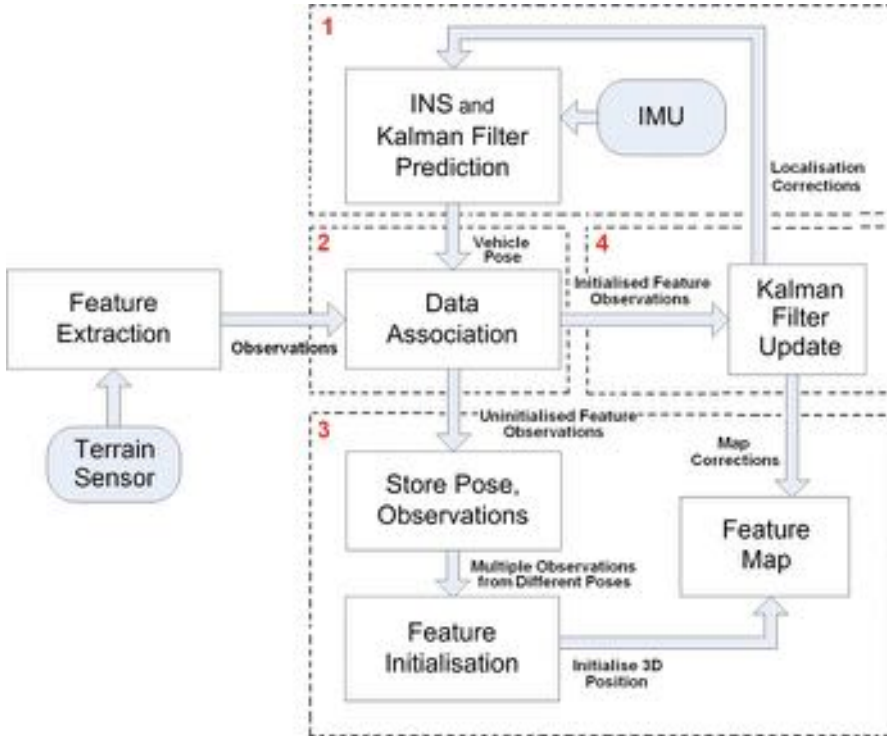 1
INS and
Kalman Filter
Prediction
IMU
Localisation
Corrections
2
Vehicle
Pose
4
Feature
Extraction
Observations
Data
Association
Initialised Feature
Observations
Kalman
Filter
Update
Terrain
Sensor
3
Uninitialised Feature
Observations
Map
Corrections
Store Pose,
Observations
Feature
Map
Multiple Observations
from Different Poses
Feature
Initialisation
Initialise 3D
Position